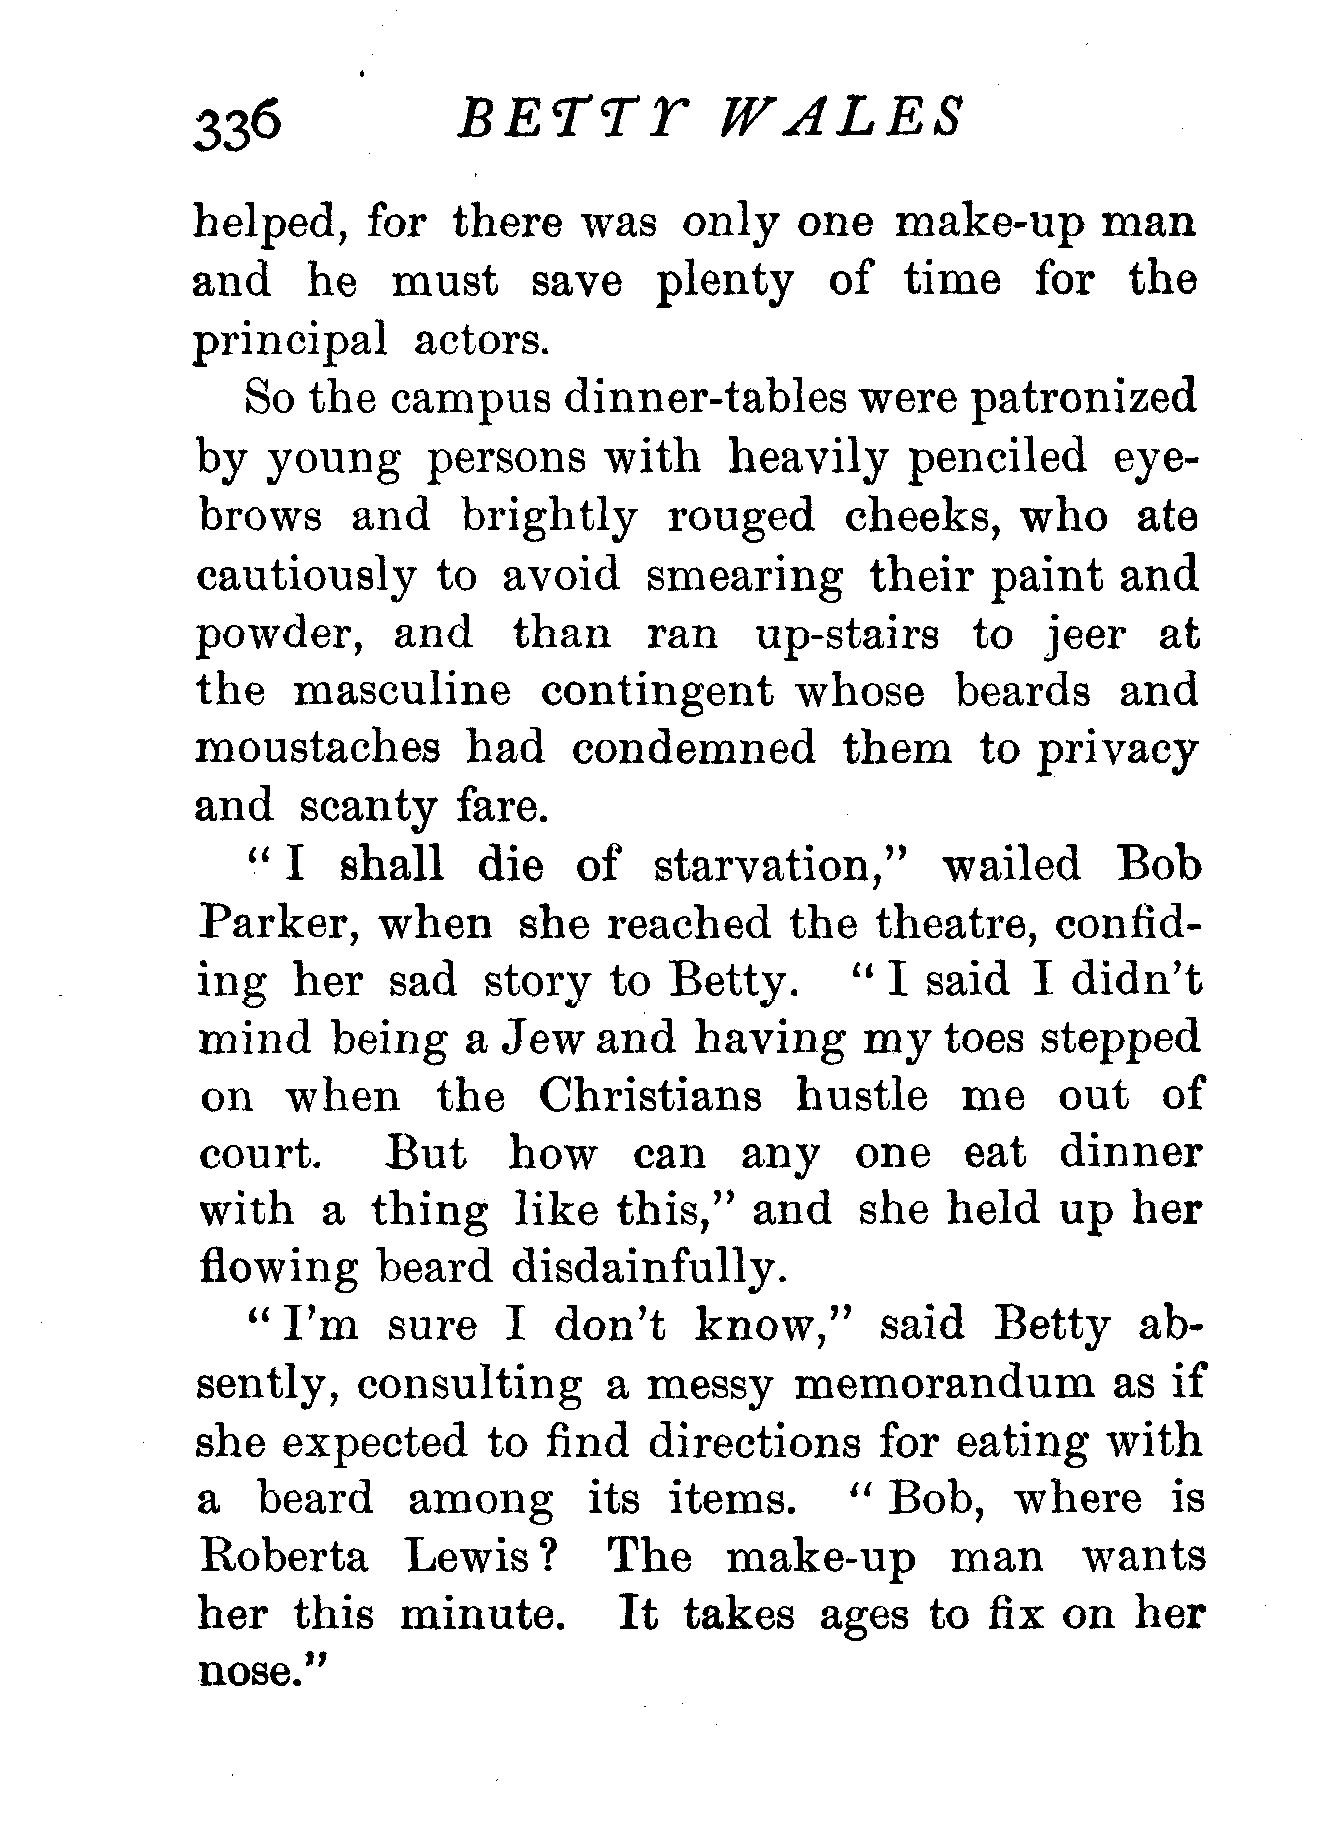 336 BETTY WALES
helped, for there was only one make-up man
and he must save plenty of time for the
principal actors.
So the campus dinner-tables were patronized
by young persons with heavily penciled eye-
brows and brightly rouged cheeks, who ate
cautiously to avoid smearing their paint and
powder, and than ran up-stairs to jeer at
the masculine contingent whose beards and
moustaches had condemned them to privacy
and scanty fare.
" I shall die of starvation," wailed Bob
Parker, when she reached the theatre, confid-
ing her sad story to Betty. " I said I didn't
mind being a Jew and having my toes stepped
on when the Christians hustle me out of
court. But how can any one eat dinner
with a thing like this," and she held up her
flowing beard disdainfully.
" I'm sure I don't know," said Betty ab-
sently, consulting a messy memorandum as if
she expected to find directions for eating with
a beard among its items. " Bob, where is
Roberta Lewis ? The make-up man wants
her this minute. It takes ages to fix on her
nose."